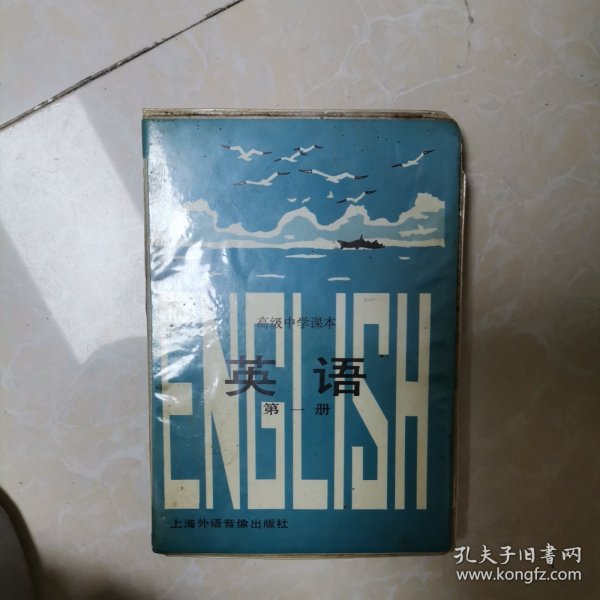 高级中学课本
英语
第一册
ENGLISH
上海外语音像出版社
孔夫子旧书网
www.kongfz.com